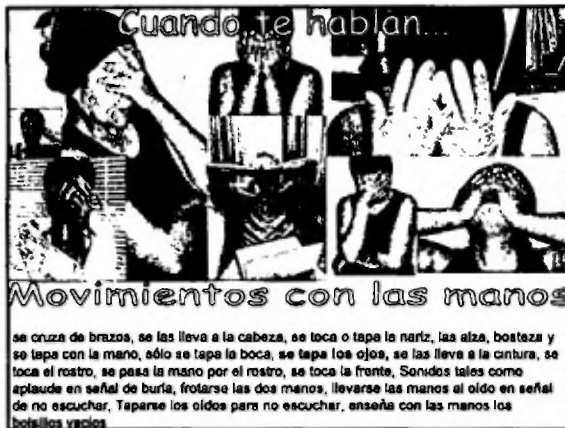 Cuando te hablan...
Movimientos con las manos
se cruza de brazos, se las lleva a la cabeza, se toca o tapa la nariz, las alza, bosteza y
se tapa con la mano, sólo se tapa la boca, se tapa los ojos, se las lleva a la cintura, se
toca el rostro, se pasa la mano por el rostro, se toca la frente, Sonidos tales como
aplaude en señal de burla, frotarse las dos manos, llevarse las manos al oido en señal
de no escuchar, Taparse los oídos para no escuchar, enseña con las manos los
bolsillos vacios